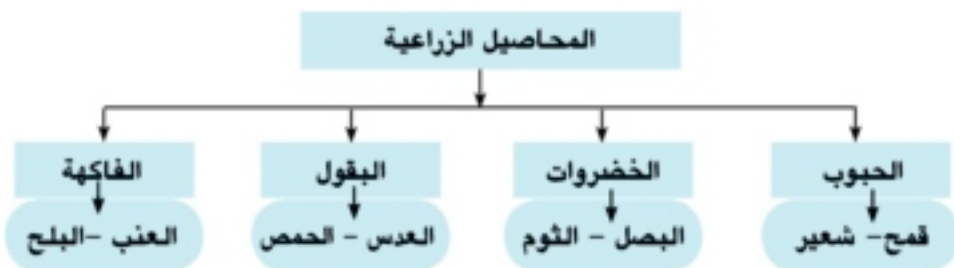 المحاصيل الزراعية
الحبوب
الخضروات
البقول
الفاكهة
قمح- شعير
البصل - الثوم
العدس - الحمص
العنب -البلح